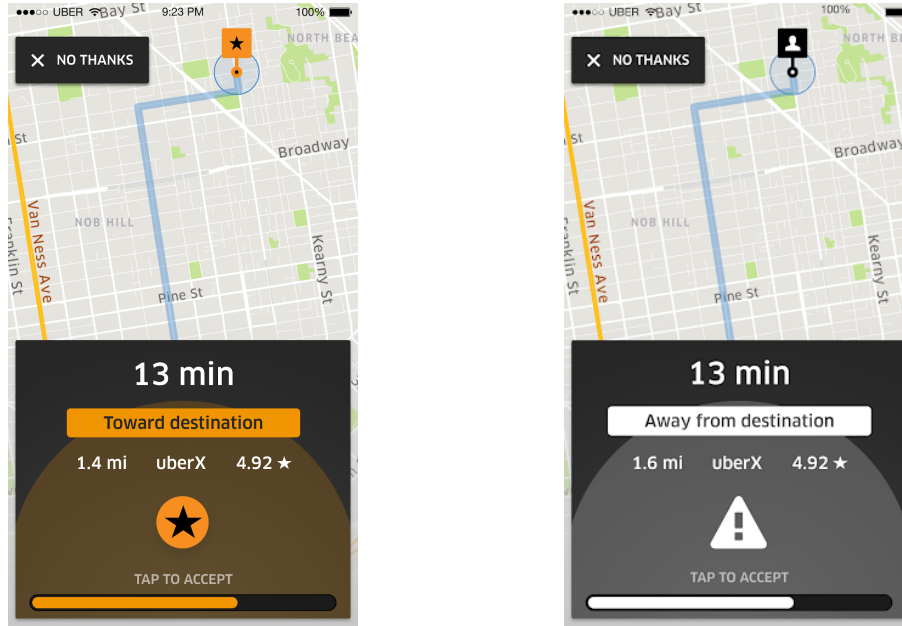 UBER 9:23 PM 100%
Bay St
NORTH BEA
NO THANKS
St
Broadway
Van Ness Ave
NOB HILL
Franklin St
Kearny St
Pine St
13 min
Toward destination
1.4 mi uberX 4.92 ★
TAP TO ACCEPT
UBER 100%
Bay St
NORTH BE
NO THANKS
St
Broadway
Van Ness Ave
NOB HILL
Franklin St
Kearny St
Pine St
13 min
Away from destination
1.6 mi uberX 4.92 ★
TAP TO ACCEPT